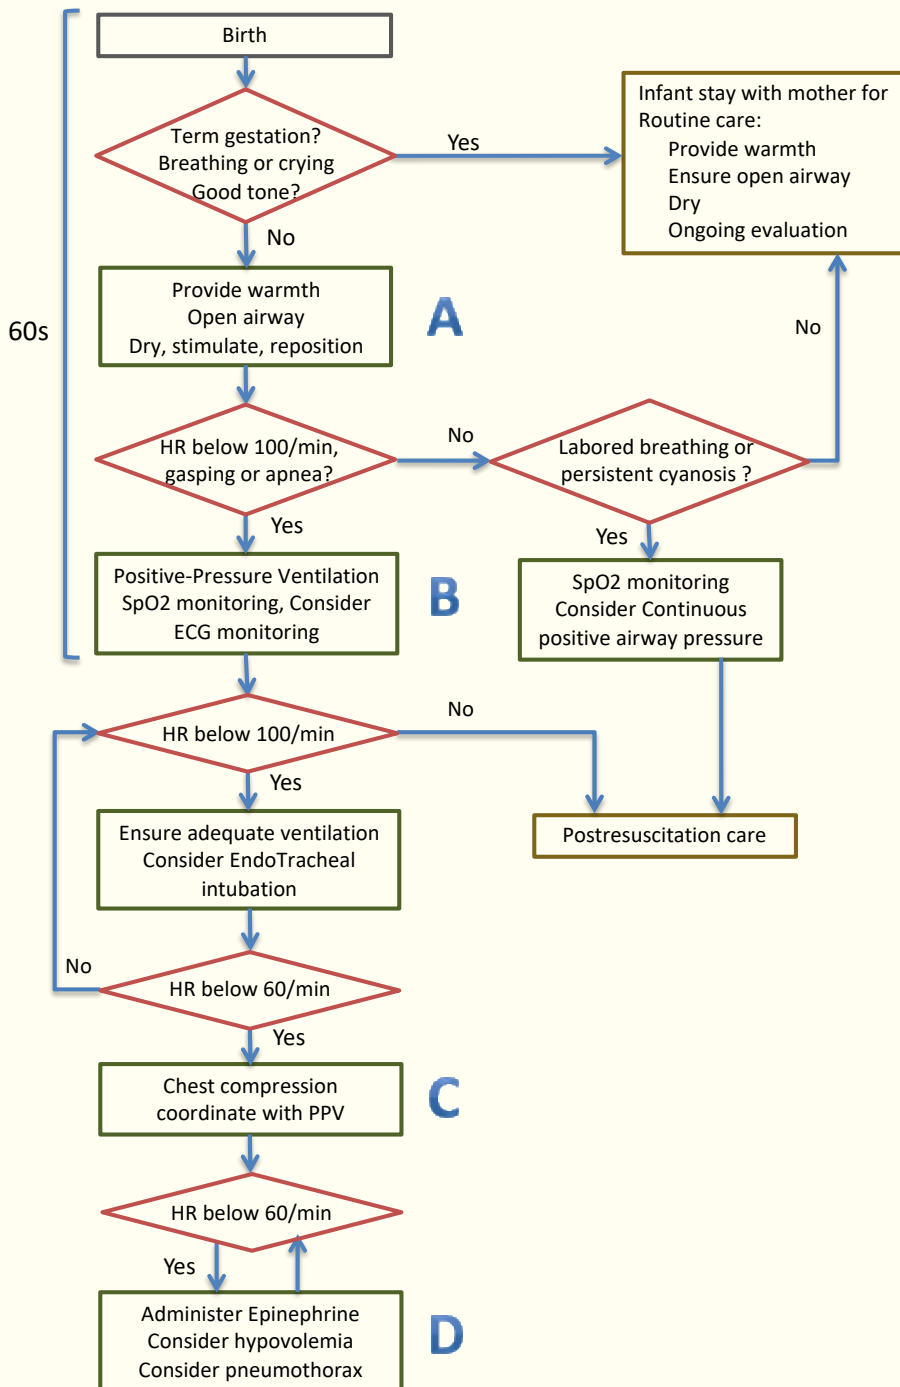 Birth
Term gestation?
Breathing or crying
Good tone?
Yes
Infant stay with mother for
Routine care:
Provide warmth
Ensure open airway
Dry
Ongoing evaluation
No
60s
Provide warmth
Open airway
Dry, stimulate, reposition
A
No
HR below 100/min,
gasping or apnea?
No
Labored breathing or
persistent cyanosis ?
Yes
Yes
Positive-Pressure Ventilation
SpO2 monitoring, Consider
ECG monitoring
B
SpO2 monitoring
Consider Continuous
positive airway pressure
HR below 100/min
No
Yes
Ensure adequate ventilation
Consider EndoTracheal
intubation
Postresuscitation care
No
HR below 60/min
Yes
Chest compression
coordinate with PPV
C
HR below 60/min
Yes
Administer Epinephrine
Consider hypovolemia
Consider pneumothorax
D